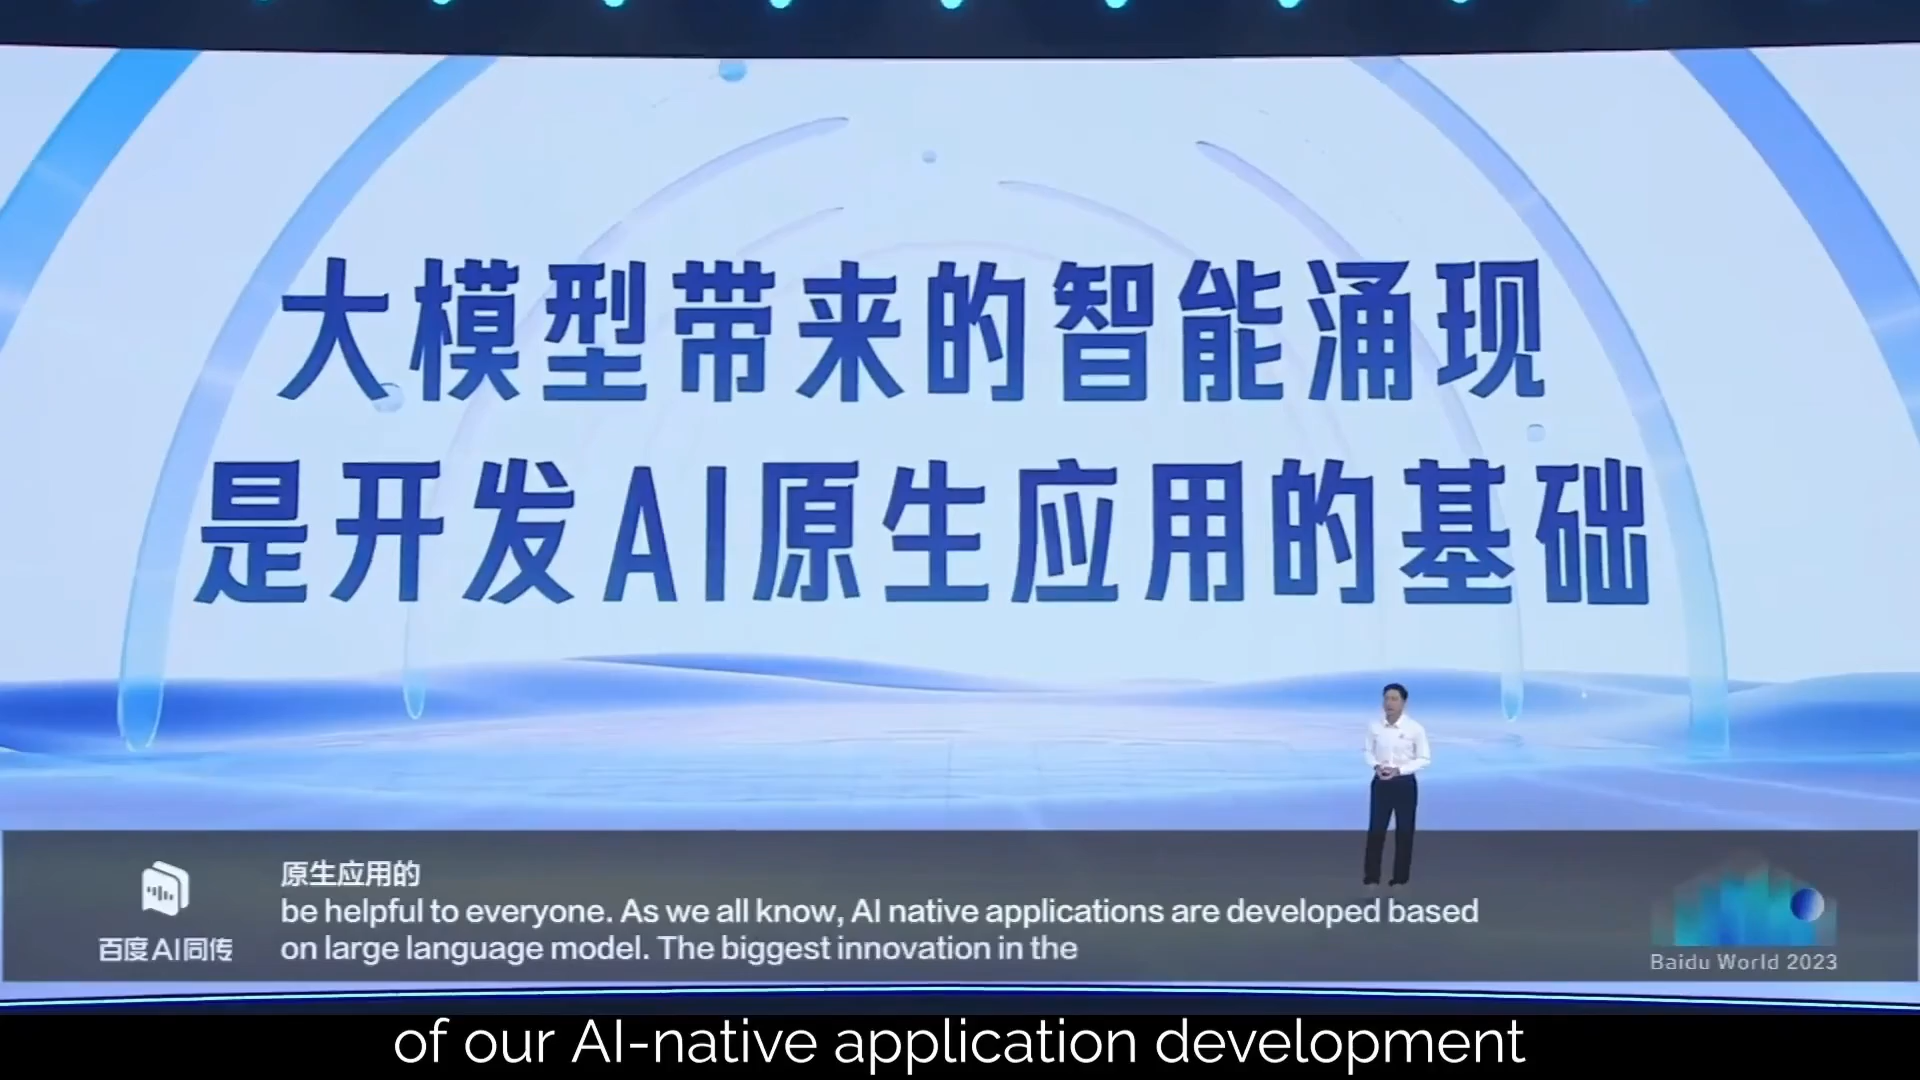 大模型带来的智能涌现
是开发AI原生应用的基础
原生应用的
be helpful to everyone. As we all know, AI native applications are developed based
on large language model. The biggest innovation in the
百度AI同传
Baidu World 2023
of our AI-native application development